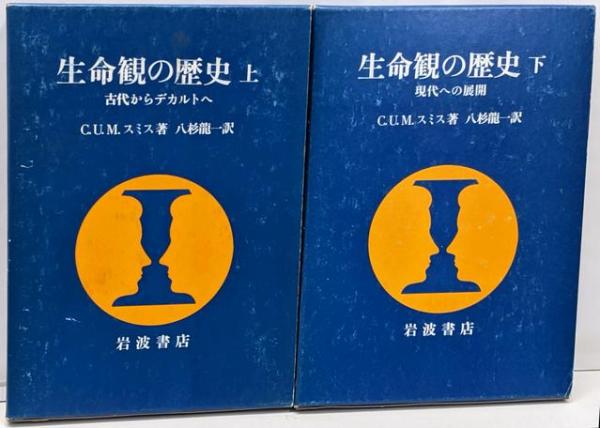 生命観の歴史 上
古代からデカルトへ
C.U.M.スミス著 八杉龍一訳
岩波書店
生命観の歴史 下
現代への展開
C.U.M.スミス著 八杉龍一訳
岩波書店